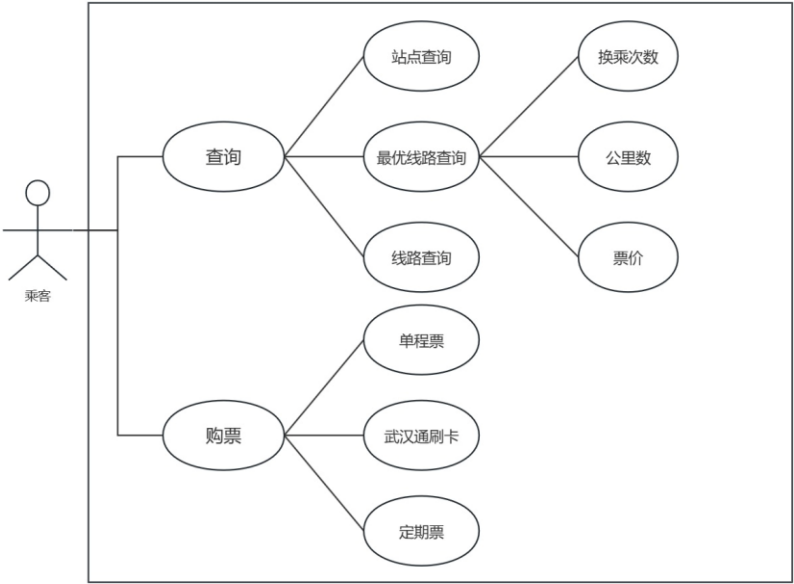 站点查询
换乘次数
查询
最优线路查询
公里数
线路查询
票价
乘客
单程票
购票
武汉通刷卡
定期票